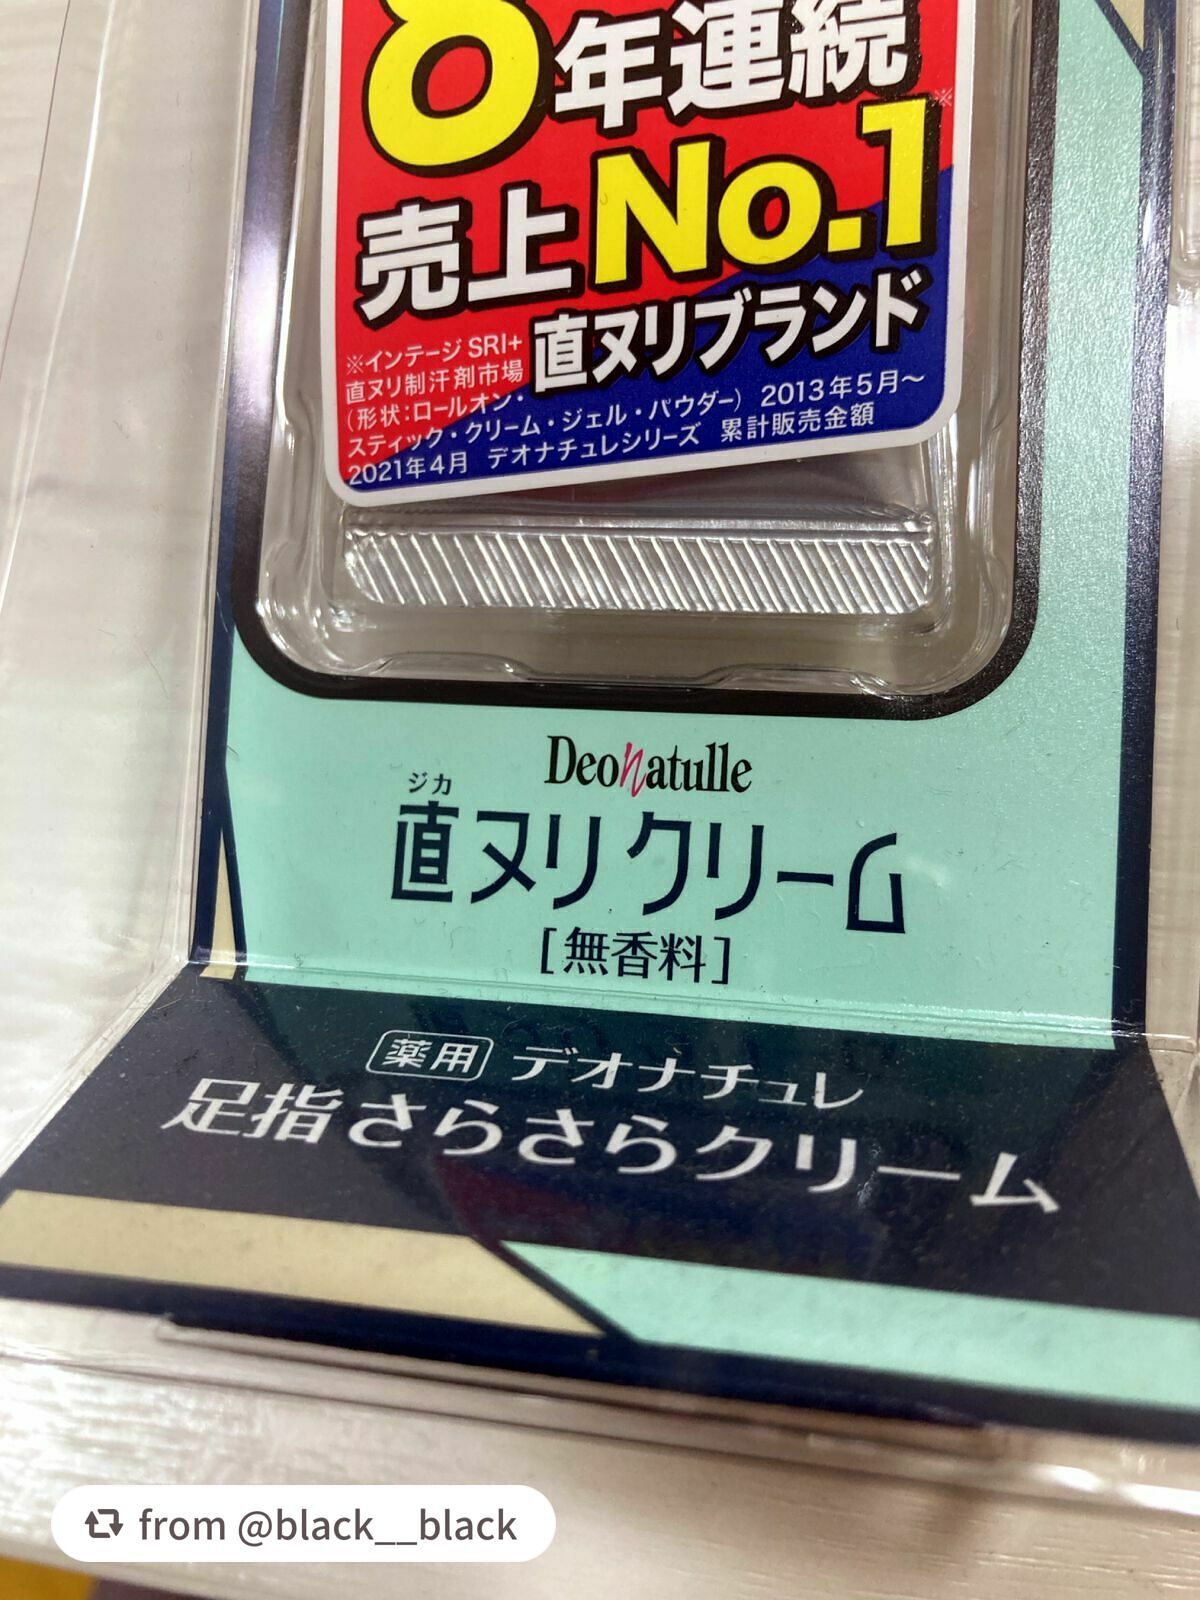 8年連続
売上No.1※
直ヌリブランド
※インテージ SRI+
直ヌリ制汗剤市場
(形状:ロールオン・
スティック・クリーム・ジェル・パウダー) 2013年5月〜
2021年4月 デオナチュレシリーズ 累計販売金額
Deonatulle
ジカ
直ヌリクリーム
[無香料]
薬用 デオナチュレ
足指さらさらクリーム
from @black__black